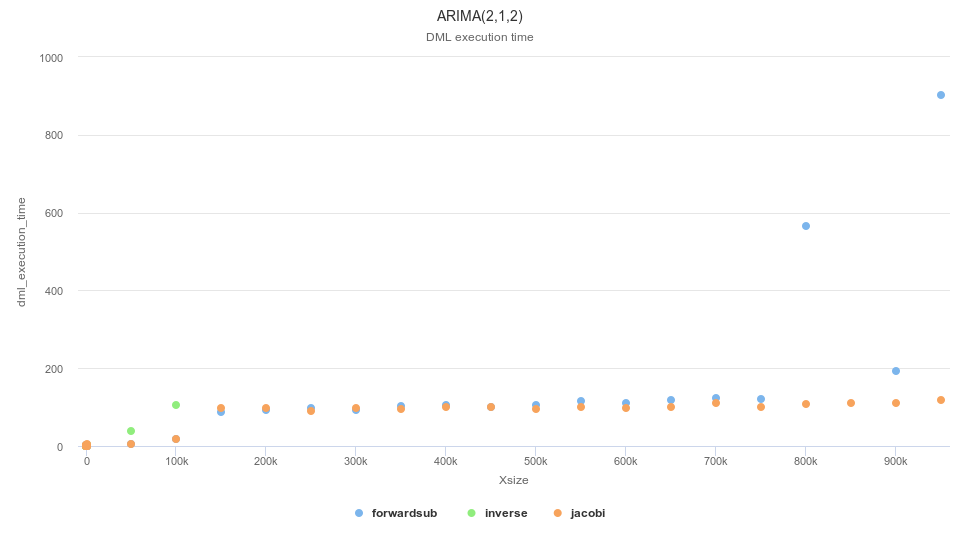 ARIMA(2,1,2)
DML execution time
1000
800
600
400
200
0
dml_execution_time
0 100k 200k 300k 400k 500k 600k 700k 800k 900k
Xsize
forwardsub inverse jacobi